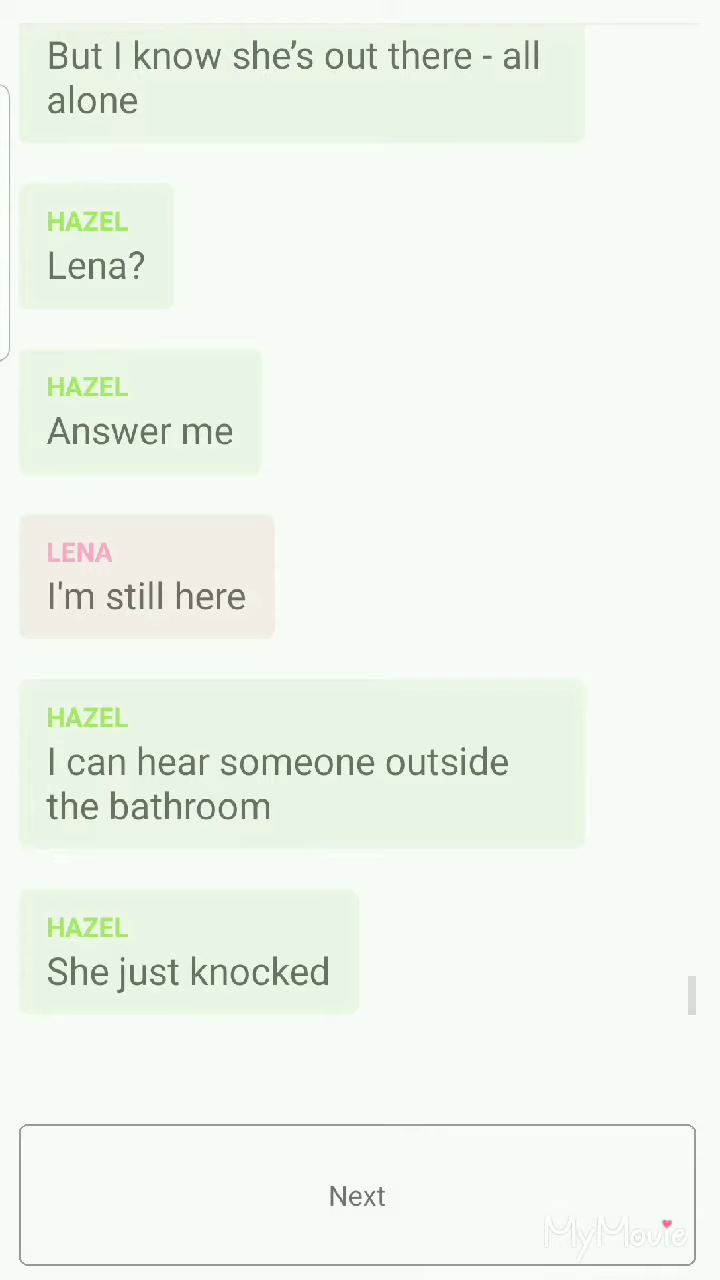 But I know she’s out there - all
alone
HAZEL
Lena?
HAZEL
Answer me
LENA
I'm still here
HAZEL
I can hear someone outside
the bathroom
HAZEL
She just knocked
Next
MyMovie